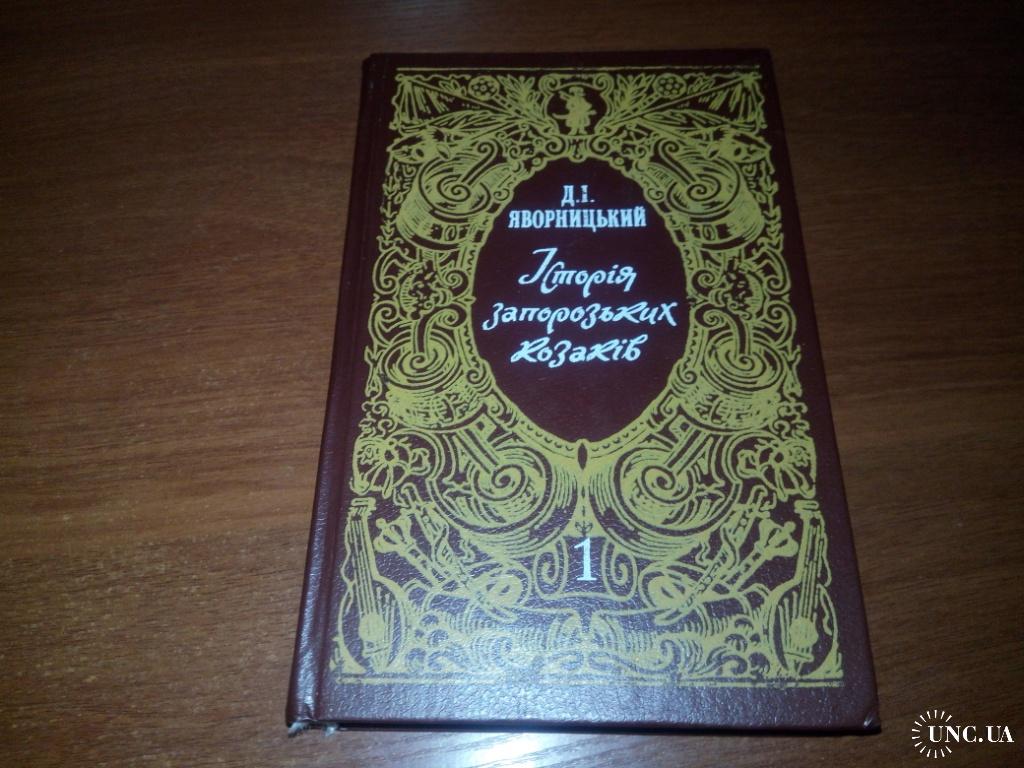 Д.І.
ЯВОРНИЦЬКИЙ
Історія
запорозьких
козаків
1
UNC.UA